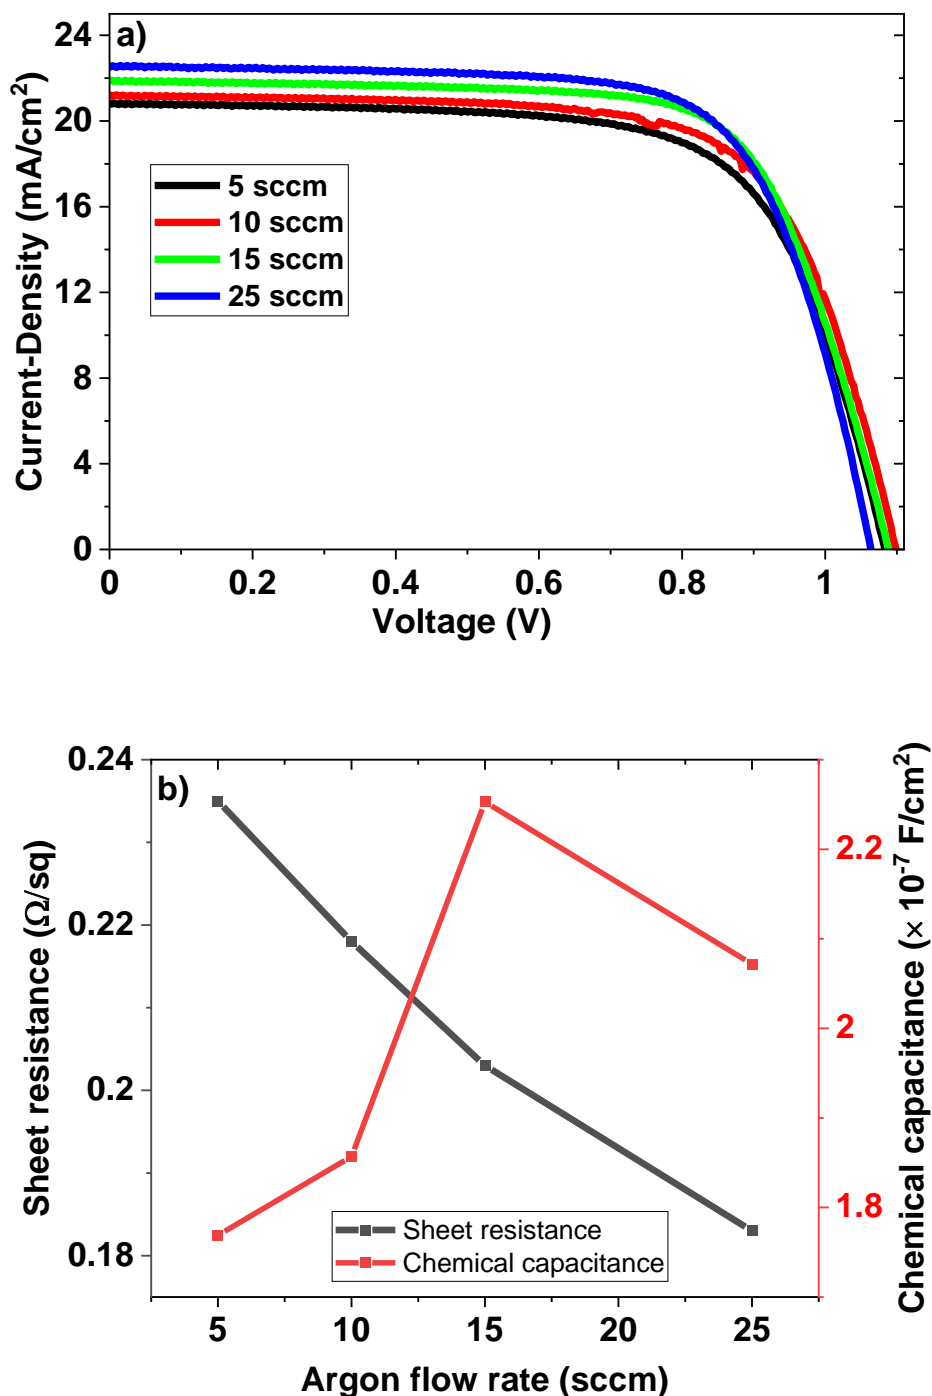 a)
24
20
16
12
8
4
0
Current-Density (mA/cm²)
5 sccm
10 sccm
15 sccm
25 sccm
0 0.2 0.4 0.6 0.8 1
Voltage (V)
b)
0.24
0.22
0.2
0.18
Sheet resistance (Ω/sq)
2.2
2
1.8
Chemical capacitance (× 10⁻⁷ F/cm²)
Sheet resistance
Chemical capacitance
5 10 15 20 25
Argon flow rate (sccm)